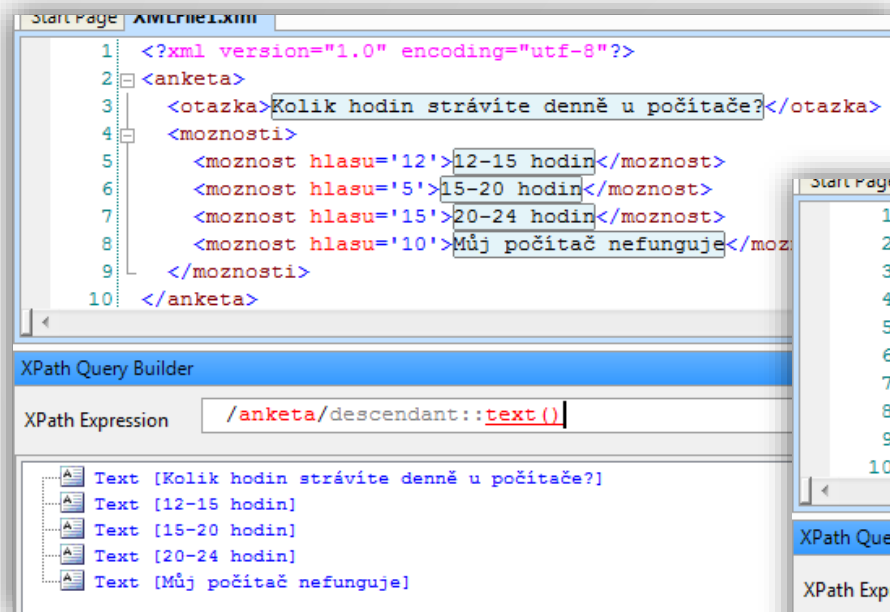 Start Page XMLFile1.xml
1 <?xml version="1.0" encoding="utf-8"?>
2 <anketa>
3 <otazka>Kolik hodin strávíte denně u počítače?</otazka>
4 <moznosti>
5 <moznost hlasu='12'>12-15 hodin</moznost>
6 <moznost hlasu='5'>15-20 hodin</moznost>
7 <moznost hlasu='15'>20-24 hodin</moznost>
8 <moznost hlasu='10'>Můj počítač nefunguje</moz
9 </moznosti>
10 </anketa>
XPath Query Builder
XPath Expression /anketa/descendant::text()
Text [Kolik hodin strávíte denně u počítače?]
Text [12-15 hodin]
Text [15-20 hodin]
Text [20-24 hodin]
Text [Můj počítač nefunguje]
Start Page
1
2
3
4
5
6
7
8
9
10
XPath Que
XPath Exp